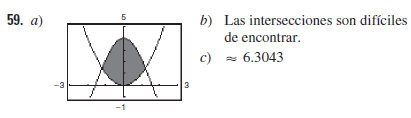 59. a)
5
-3
3
-1
b) Las intersecciones son difíciles
de encontrar.
c) ≈ 6.3043